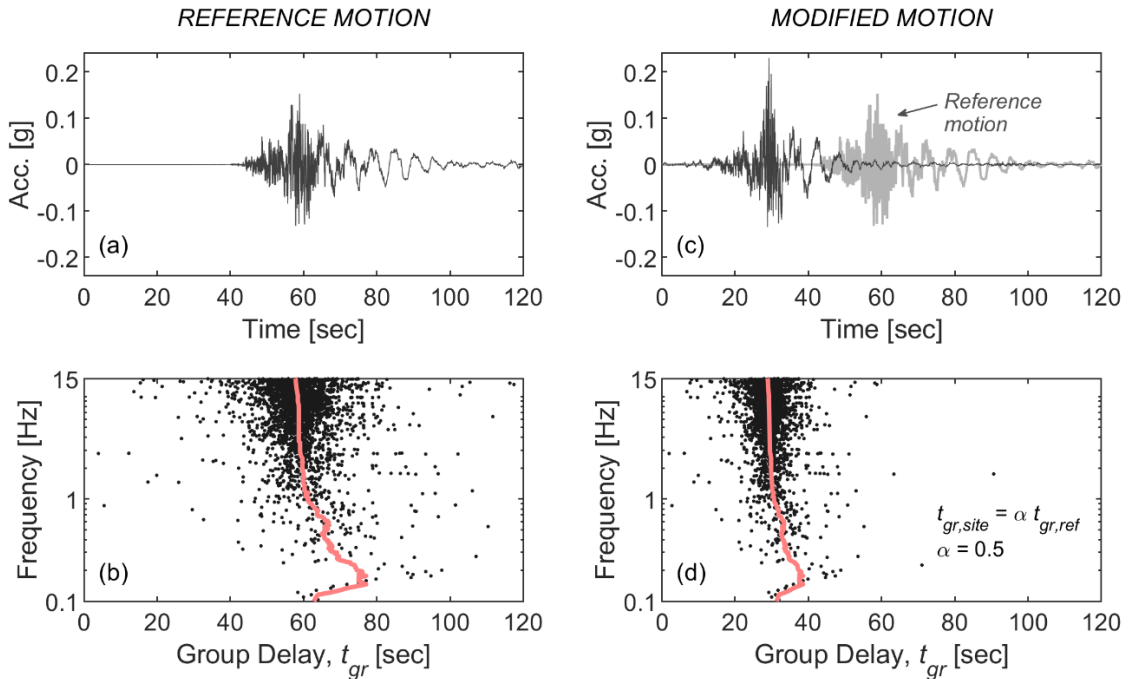 REFERENCE MOTION
MODIFIED MOTION
Acc. [g]
0.2
0.1
0
-0.1
-0.2
(a)
0 20 40 60 80 100 120
Time [sec]
Acc. [g]
0.2
0.1
0
-0.1
-0.2
Reference
motion
(c)
0 20 40 60 80 100 120
Time [sec]
Frequency [Hz]
15
1
0.1
(b)
0 20 40 60 80 100 120
Group Delay, t_gr [sec]
Frequency [Hz]
15
1
0.1
t_gr,site = α t_gr,ref
α = 0.5
(d)
0 20 40 60 80 100 120
Group Delay, t_gr [sec]